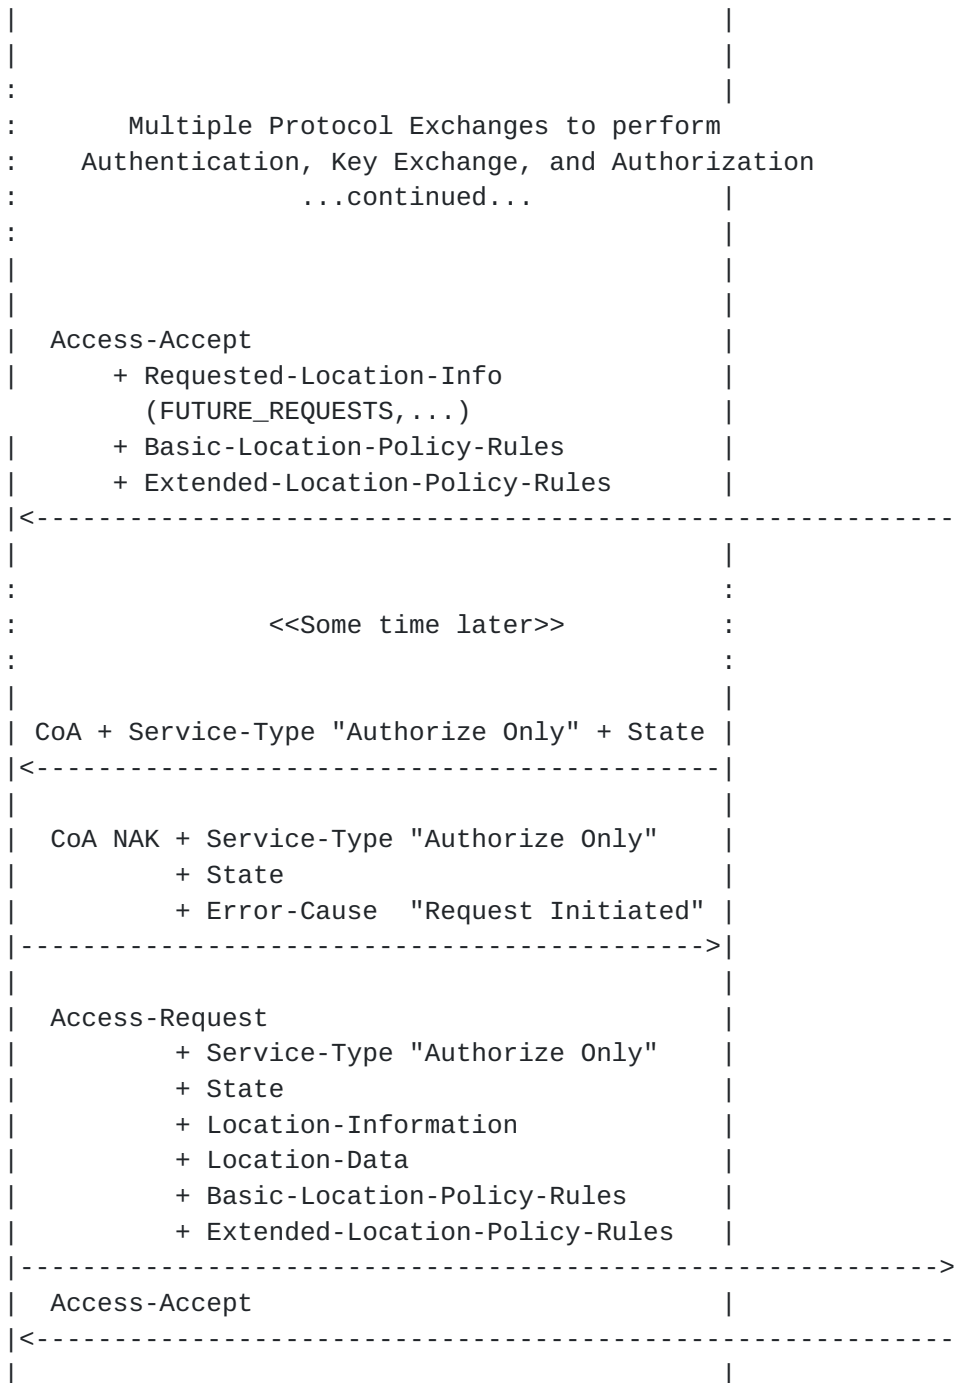 |                                             |
|                                             |
:                                             |
:       Multiple Protocol Exchanges to perform
:    Authentication, Key Exchange, and Authorization
:                  ...continued...            |
:                                             |
|                                             |
|                                             |
|  Access-Accept                              |
|      + Requested-Location-Info              |
         (FUTURE_REQUESTS,...)                |
|      + Basic-Location-Policy-Rules          |
|      + Extended-Location-Policy-Rules       |
|<-----------------------------------------------------------
|                                             |
:                                             :
:                <<Some time later>>          :
:                                             :
|                                             |
| CoA + Service-Type "Authorize Only" + State |
|<--------------------------------------------|
|                                             |
|  CoA NAK + Service-Type "Authorize Only"    |
|          + State                            |
|          + Error-Cause  "Request Initiated" |
|-------------------------------------------->|
|                                             |
|  Access-Request                             |
|          + Service-Type "Authorize Only"    |
|          + State                            |
|          + Location-Information             |
|          + Location-Data                    |
|          + Basic-Location-Policy-Rules      |
|          + Extended-Location-Policy-Rules   |
|----------------------------------------------------------->
|  Access-Accept                              |
|<-----------------------------------------------------------
|                                             |